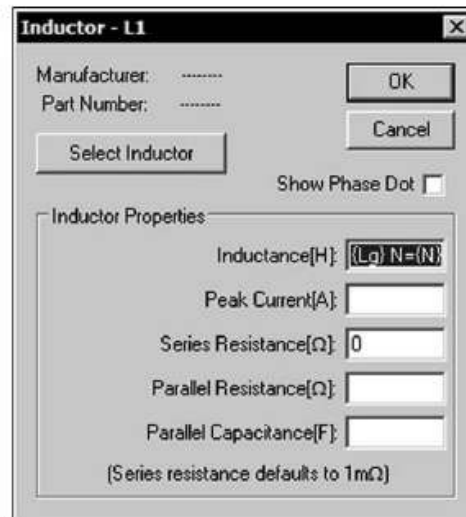 Inductor - L1
Manufacturer: --------
Part Number: --------
OK
Cancel
Select Inductor
Show Phase Dot
Inductor Properties
Inductance[H]: {Lg} N={N}
Peak Current[A]:
Series Resistance[Ω]: 0
Parallel Resistance[Ω]:
Parallel Capacitance[F]:
(Series resistance defaults to 1mΩ)